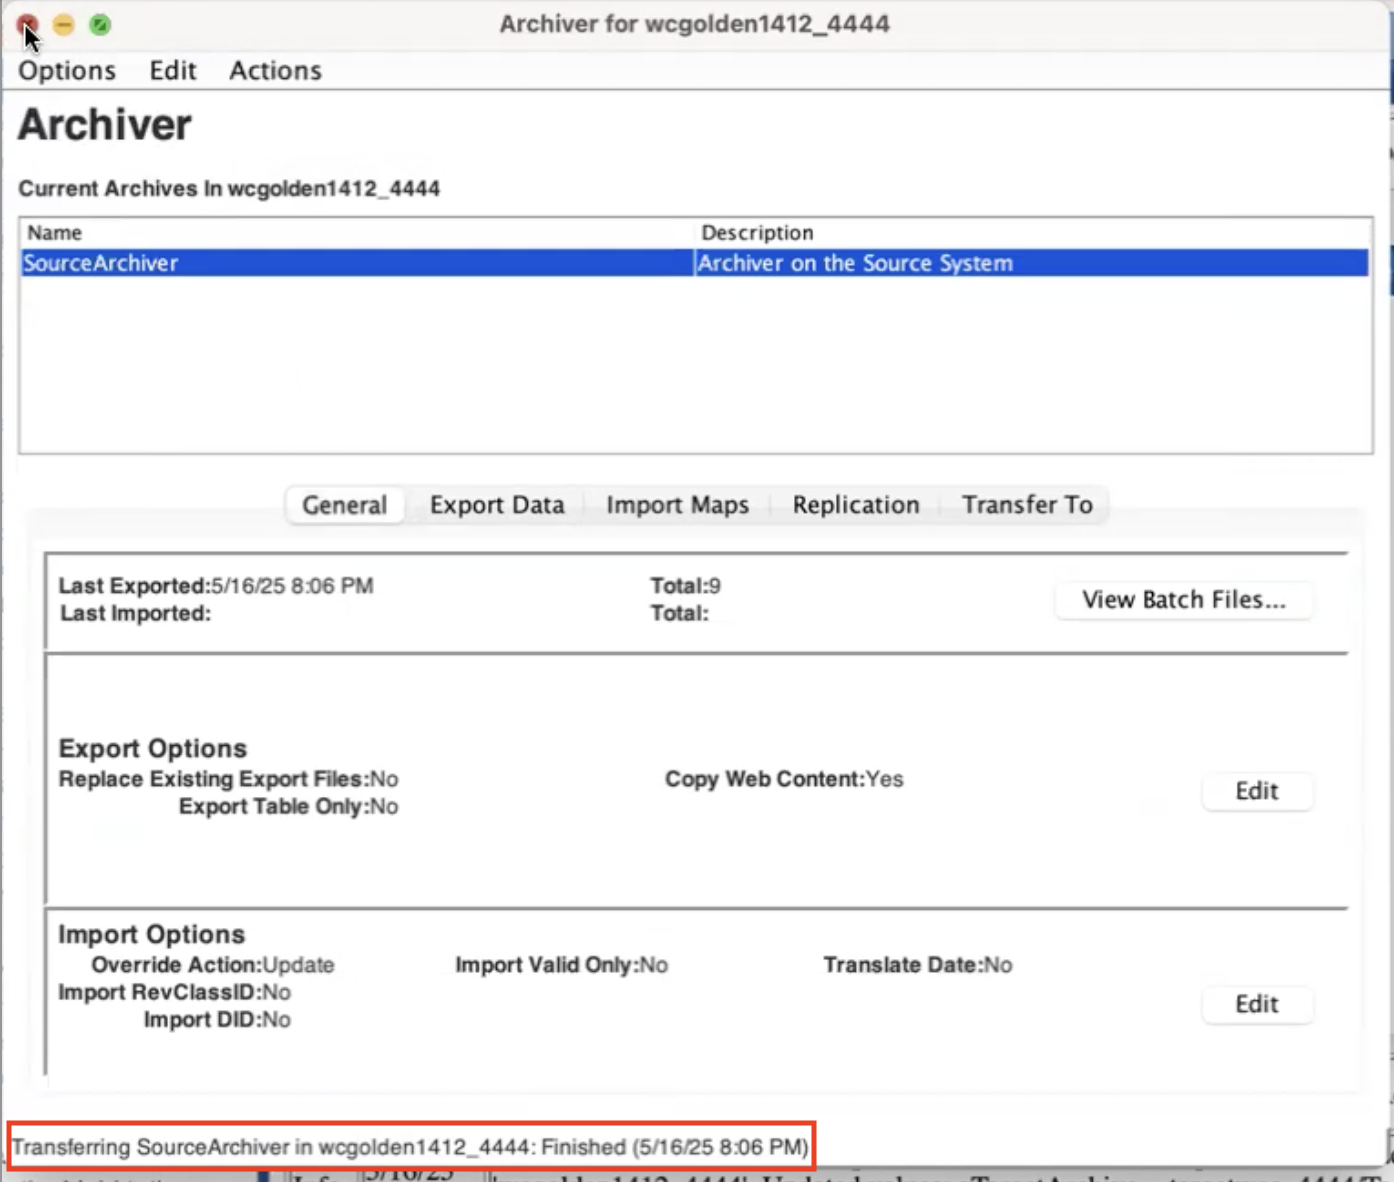 Archiver for wcgolden1412_4444
Options Edit Actions
Archiver
Current Archives In wcgolden1412_4444
Name Description
SourceArchiver Archiver on the Source System
General Export Data Import Maps Replication Transfer To
Last Exported:5/16/25 8:06 PM Total:9 View Batch Files...
Last Imported: Total:
Export Options
Replace Existing Export Files:No Copy Web Content:Yes Edit
Export Table Only:No
Import Options
Override Action:Update Import Valid Only:No Translate Date:No
Import RevClassID:No Edit
Import DID:No
Transferring SourceArchiver in wcgolden1412_4444: Finished (5/16/25 8:06 PM)
5/16/25